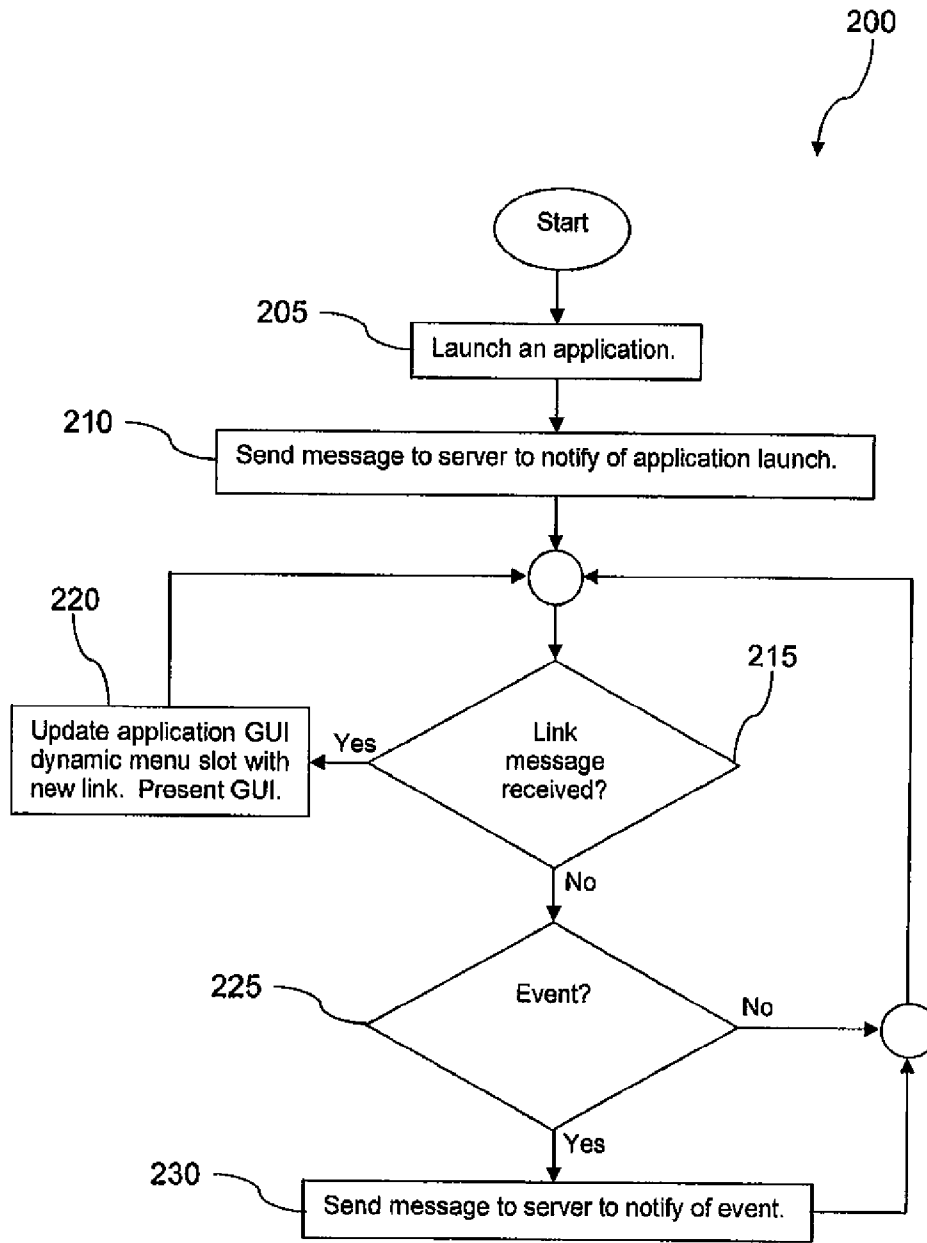 200
Start
205
Launch an application.
210
Send message to server to notify of application launch.
220
215
Update application GUI
dynamic menu slot with
new link. Present GUI.
Yes
Link
message
received?
No
225
Event?
No
Yes
230
Send message to server to notify of event.